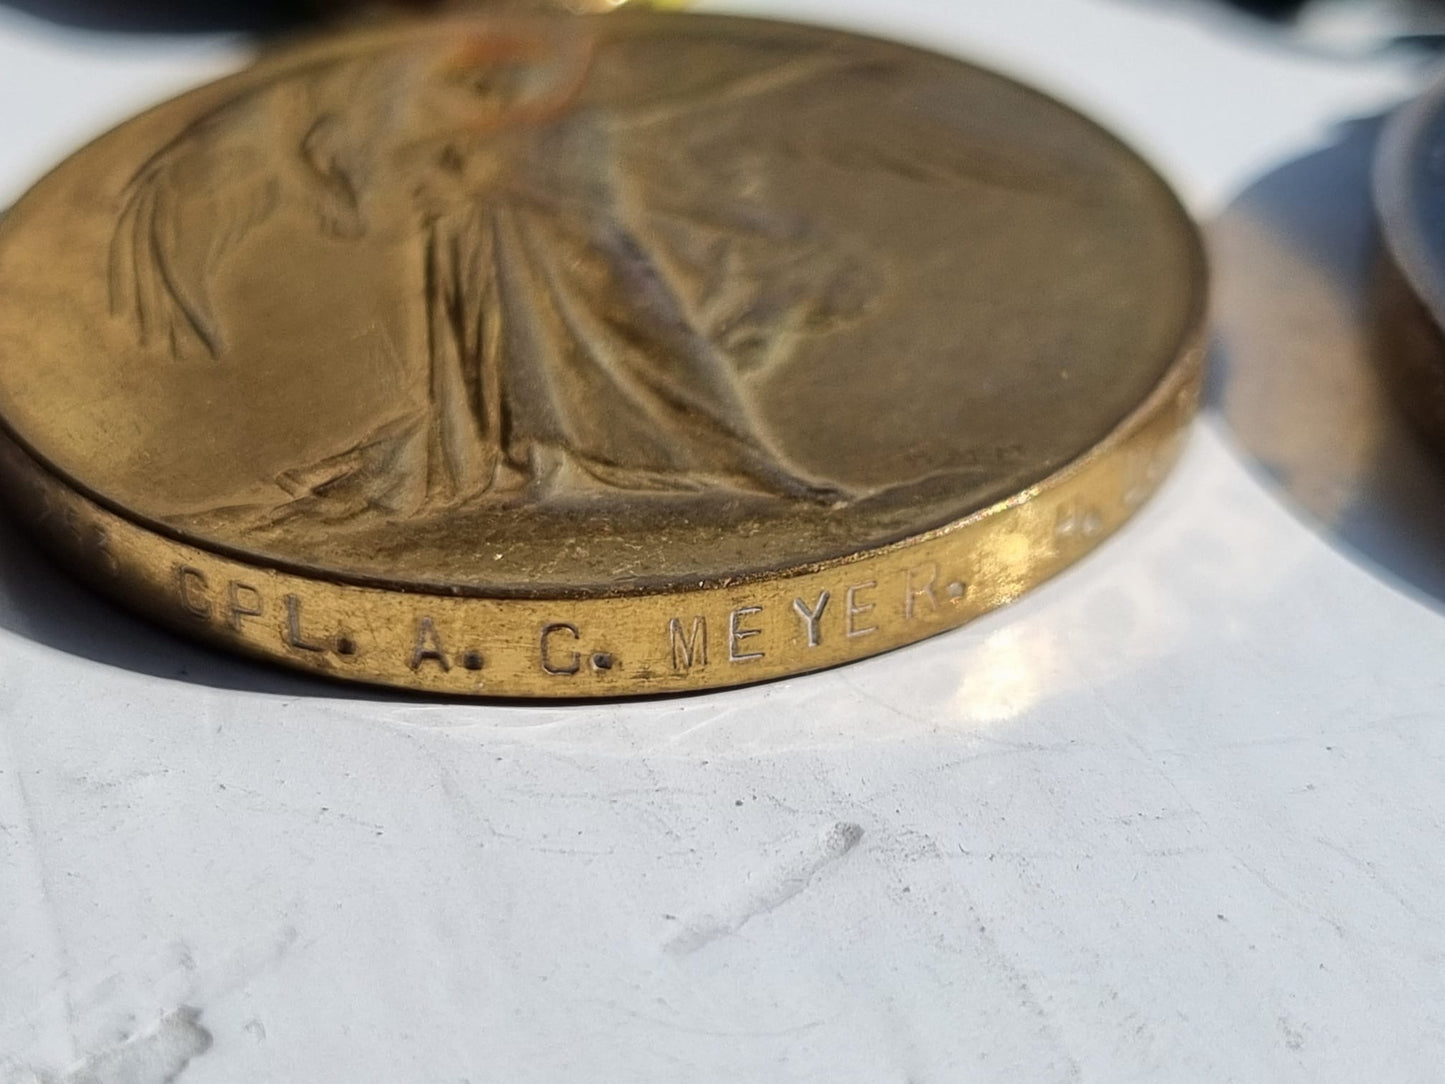 CPL. A. C. MEYER. H.